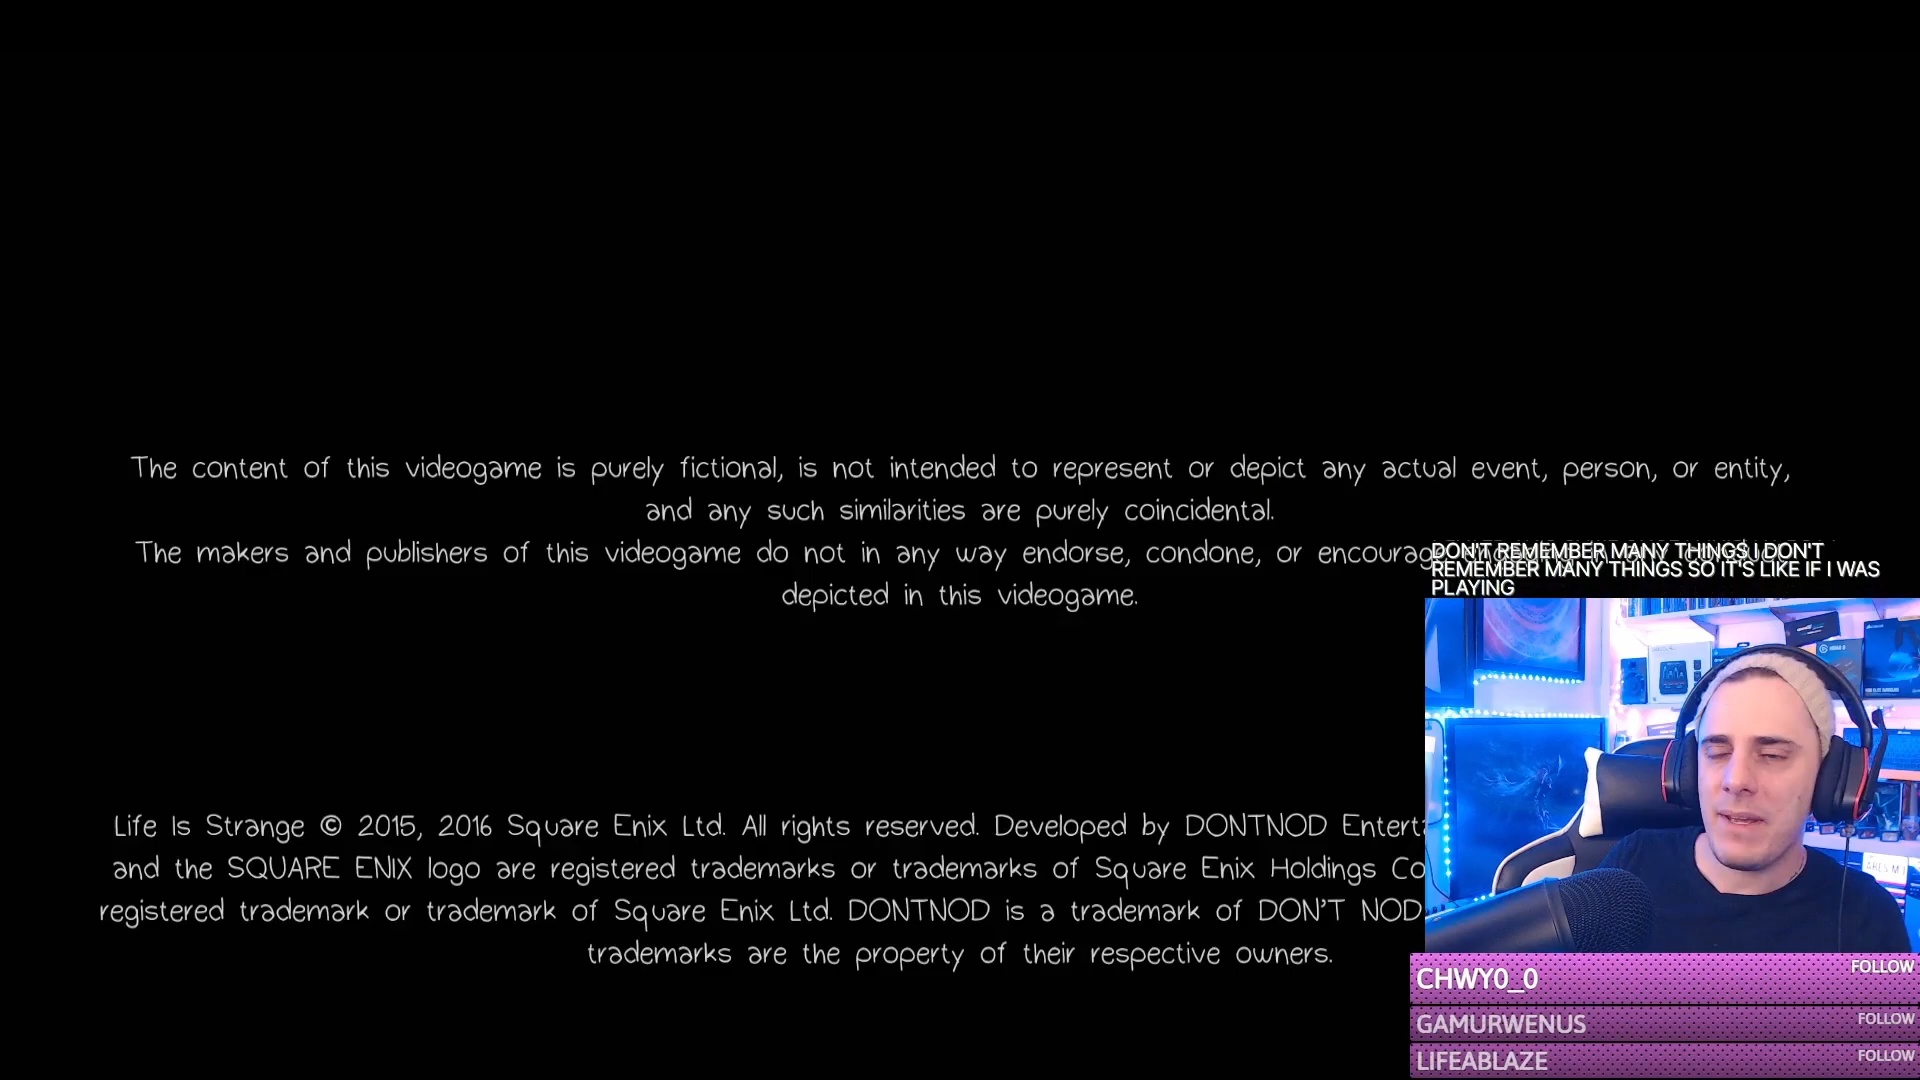 The content of this videogame is purely fictional, is not intended to represent or depict any actual event, person, or entity,
and any such similarities are purely coincidental.
The makers and publishers of this videogame do not in any way endorse, condone, or encourag
depicted in this videogame.
DON'T REMEMBER MANY THINGS I DON'T
REMEMBER MANY THINGS SO IT'S LIKE IF I WAS
PLAYING
Life Is Strange © 2015, 2016 Square Enix Ltd. All rights reserved. Developed by DONTNOD Enterta
and the SQUARE ENIX logo are registered trademarks or trademarks of Square Enix Holdings Co
registered trademark or trademark of Square Enix Ltd. DONTNOD is a trademark of DON'T NOD
trademarks are the property of their respective owners.
CHWY0_0 FOLLOW
GAMURWENUS FOLLOW
LIFEABLAZE FOLLOW